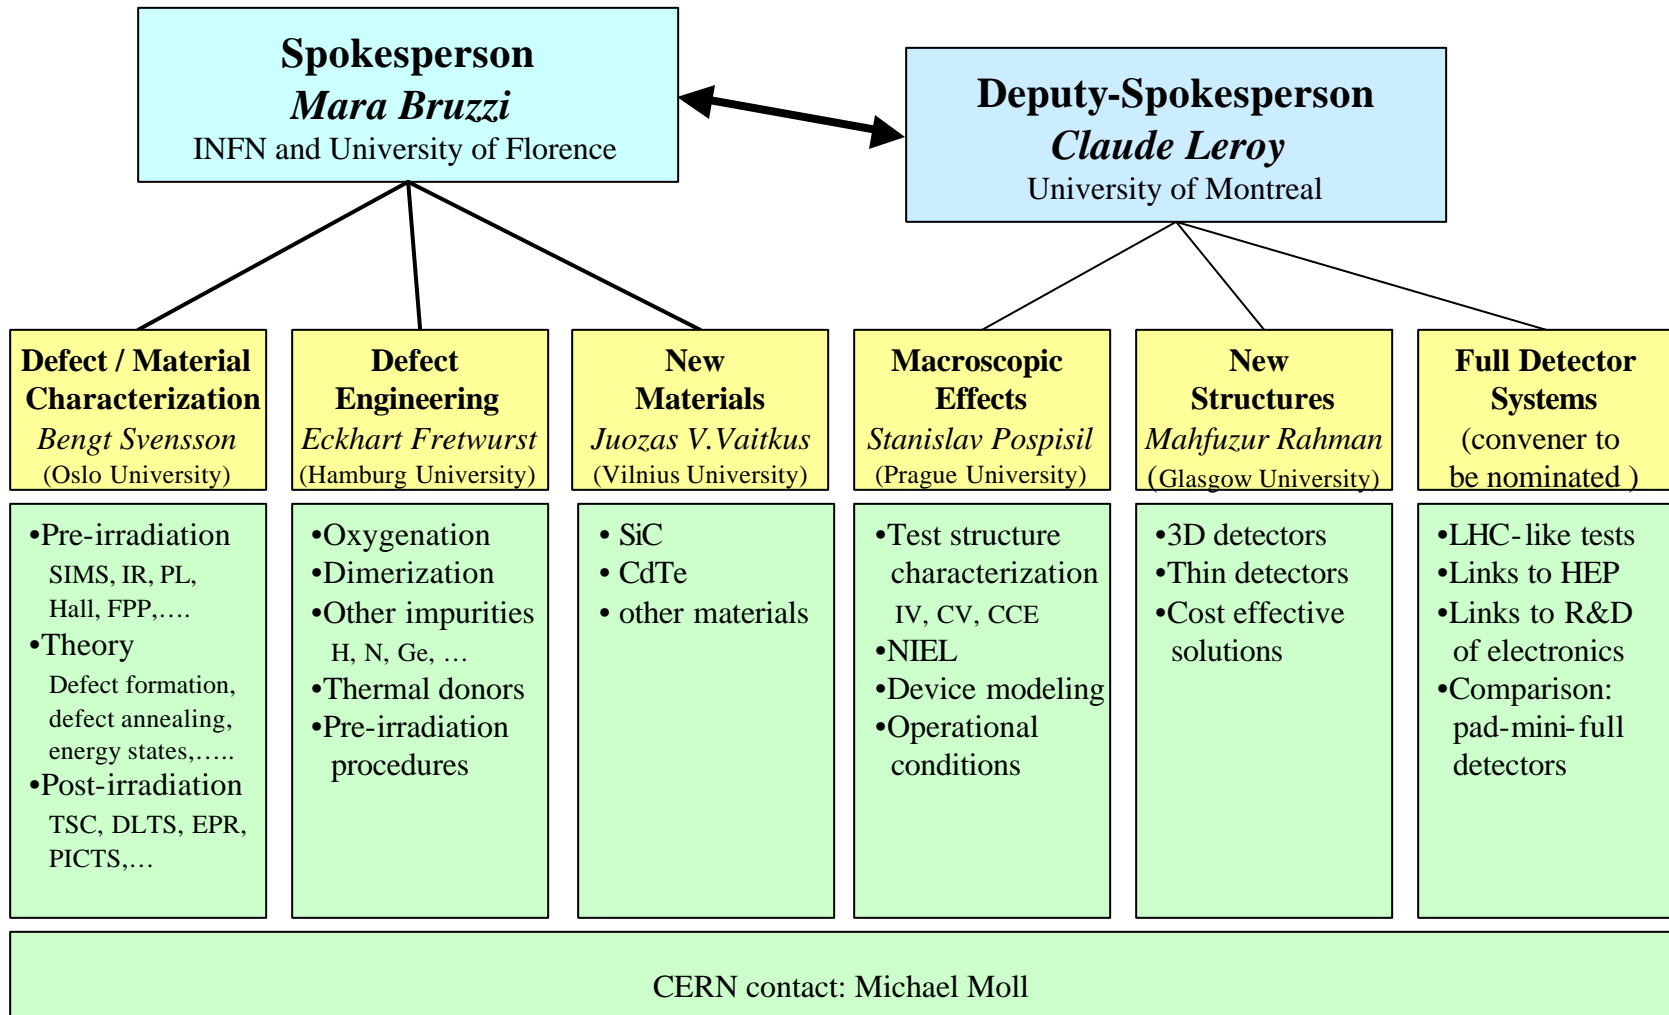 Spokesperson
Mara Bruzzi
INFN and University of Florence
Deputy-Spokesperson
Claude Leroy
University of Montreal
Defect / Material
Characterization
Bengt Svensson
(Oslo University)
Defect
Engineering
Eckhart Fretwurst
(Hamburg University)
New
Materials
Juozas V.Vaitkus
(Vilnius University)
Macroscopic
Effects
Stanislav Pospisil
(Prague University)
New
Structures
Mahfuzur Rahman
(Glasgow University)
Full Detector
Systems
(convener to
be nominated )
•Pre-irradiation
SIMS, IR, PL,
Hall, FPP,….
•Theory
Defect formation,
defect annealing,
energy states,…..
•Post-irradiation
TSC, DLTS, EPR,
PICTS,…
•Oxygenation
•Dimerization
•Other impurities
H, N, Ge, …
•Thermal donors
•Pre-irradiation
procedures
• SiC
• CdTe
• other materials
•Test structure
characterization
IV, CV, CCE
•NIEL
•Device modeling
•Operational
conditions
•3D detectors
•Thin detectors
•Cost effective
solutions
•LHC-like tests
•Links to HEP
•Links to R&D
of electronics
•Comparison:
pad-mini-full
detectors
CERN contact: Michael Moll